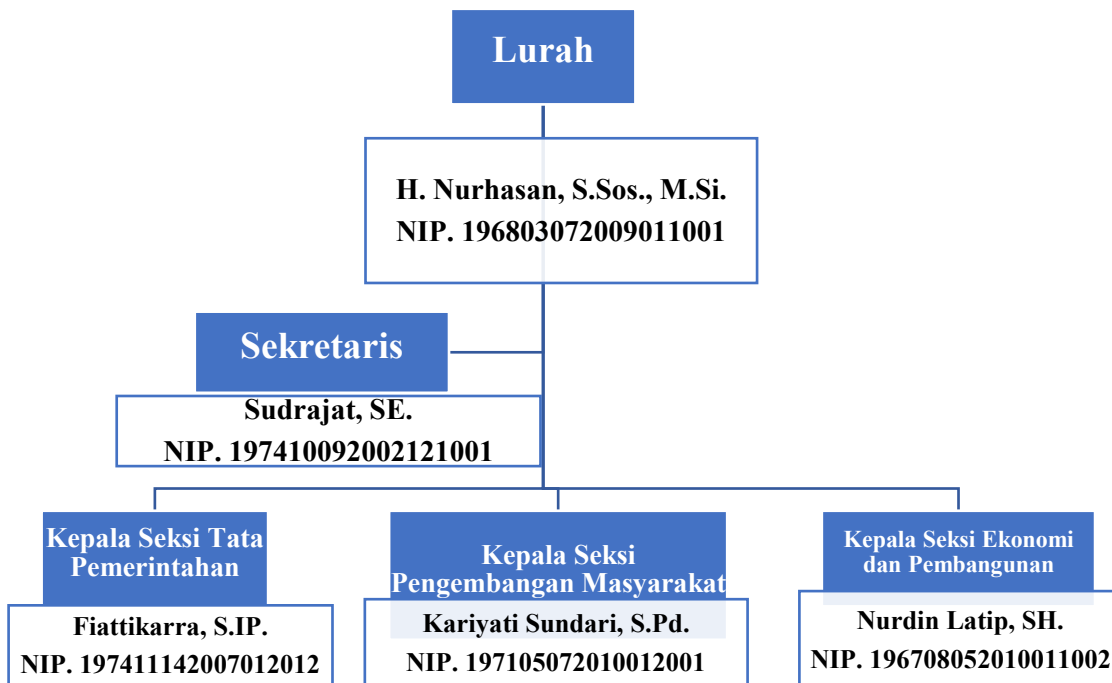 Lurah
H. Nurhasan, S.Sos., M.Si.
NIP. 196803072009011001
Sekretaris
Sudrajat, SE.
NIP. 197410092002121001
Kepala Seksi Tata
Pemerintahan
Fiattikarra, S.IP.
NIP. 197411142007012012
Kepala Seksi
Pengembangan Masyarakat
Kariyati Sundari, S.Pd.
NIP. 197105072010012001
Kepala Seksi Ekonomi
dan Pembangunan
Nurdin Latip, SH.
NIP. 196708052010011002